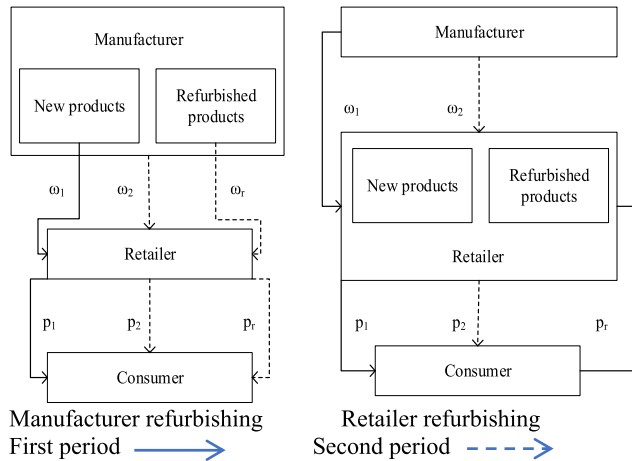 Manufacturer
New products
Refurbished
products
ω1
ω2
ωr
Retailer
p1
p2
pr
Consumer
Manufacturer refurbishing
First period
Manufacturer
ω1
ω2
New products
Refurbished
products
Retailer
p1
p2
pr
Consumer
Retailer refurbishing
Second period